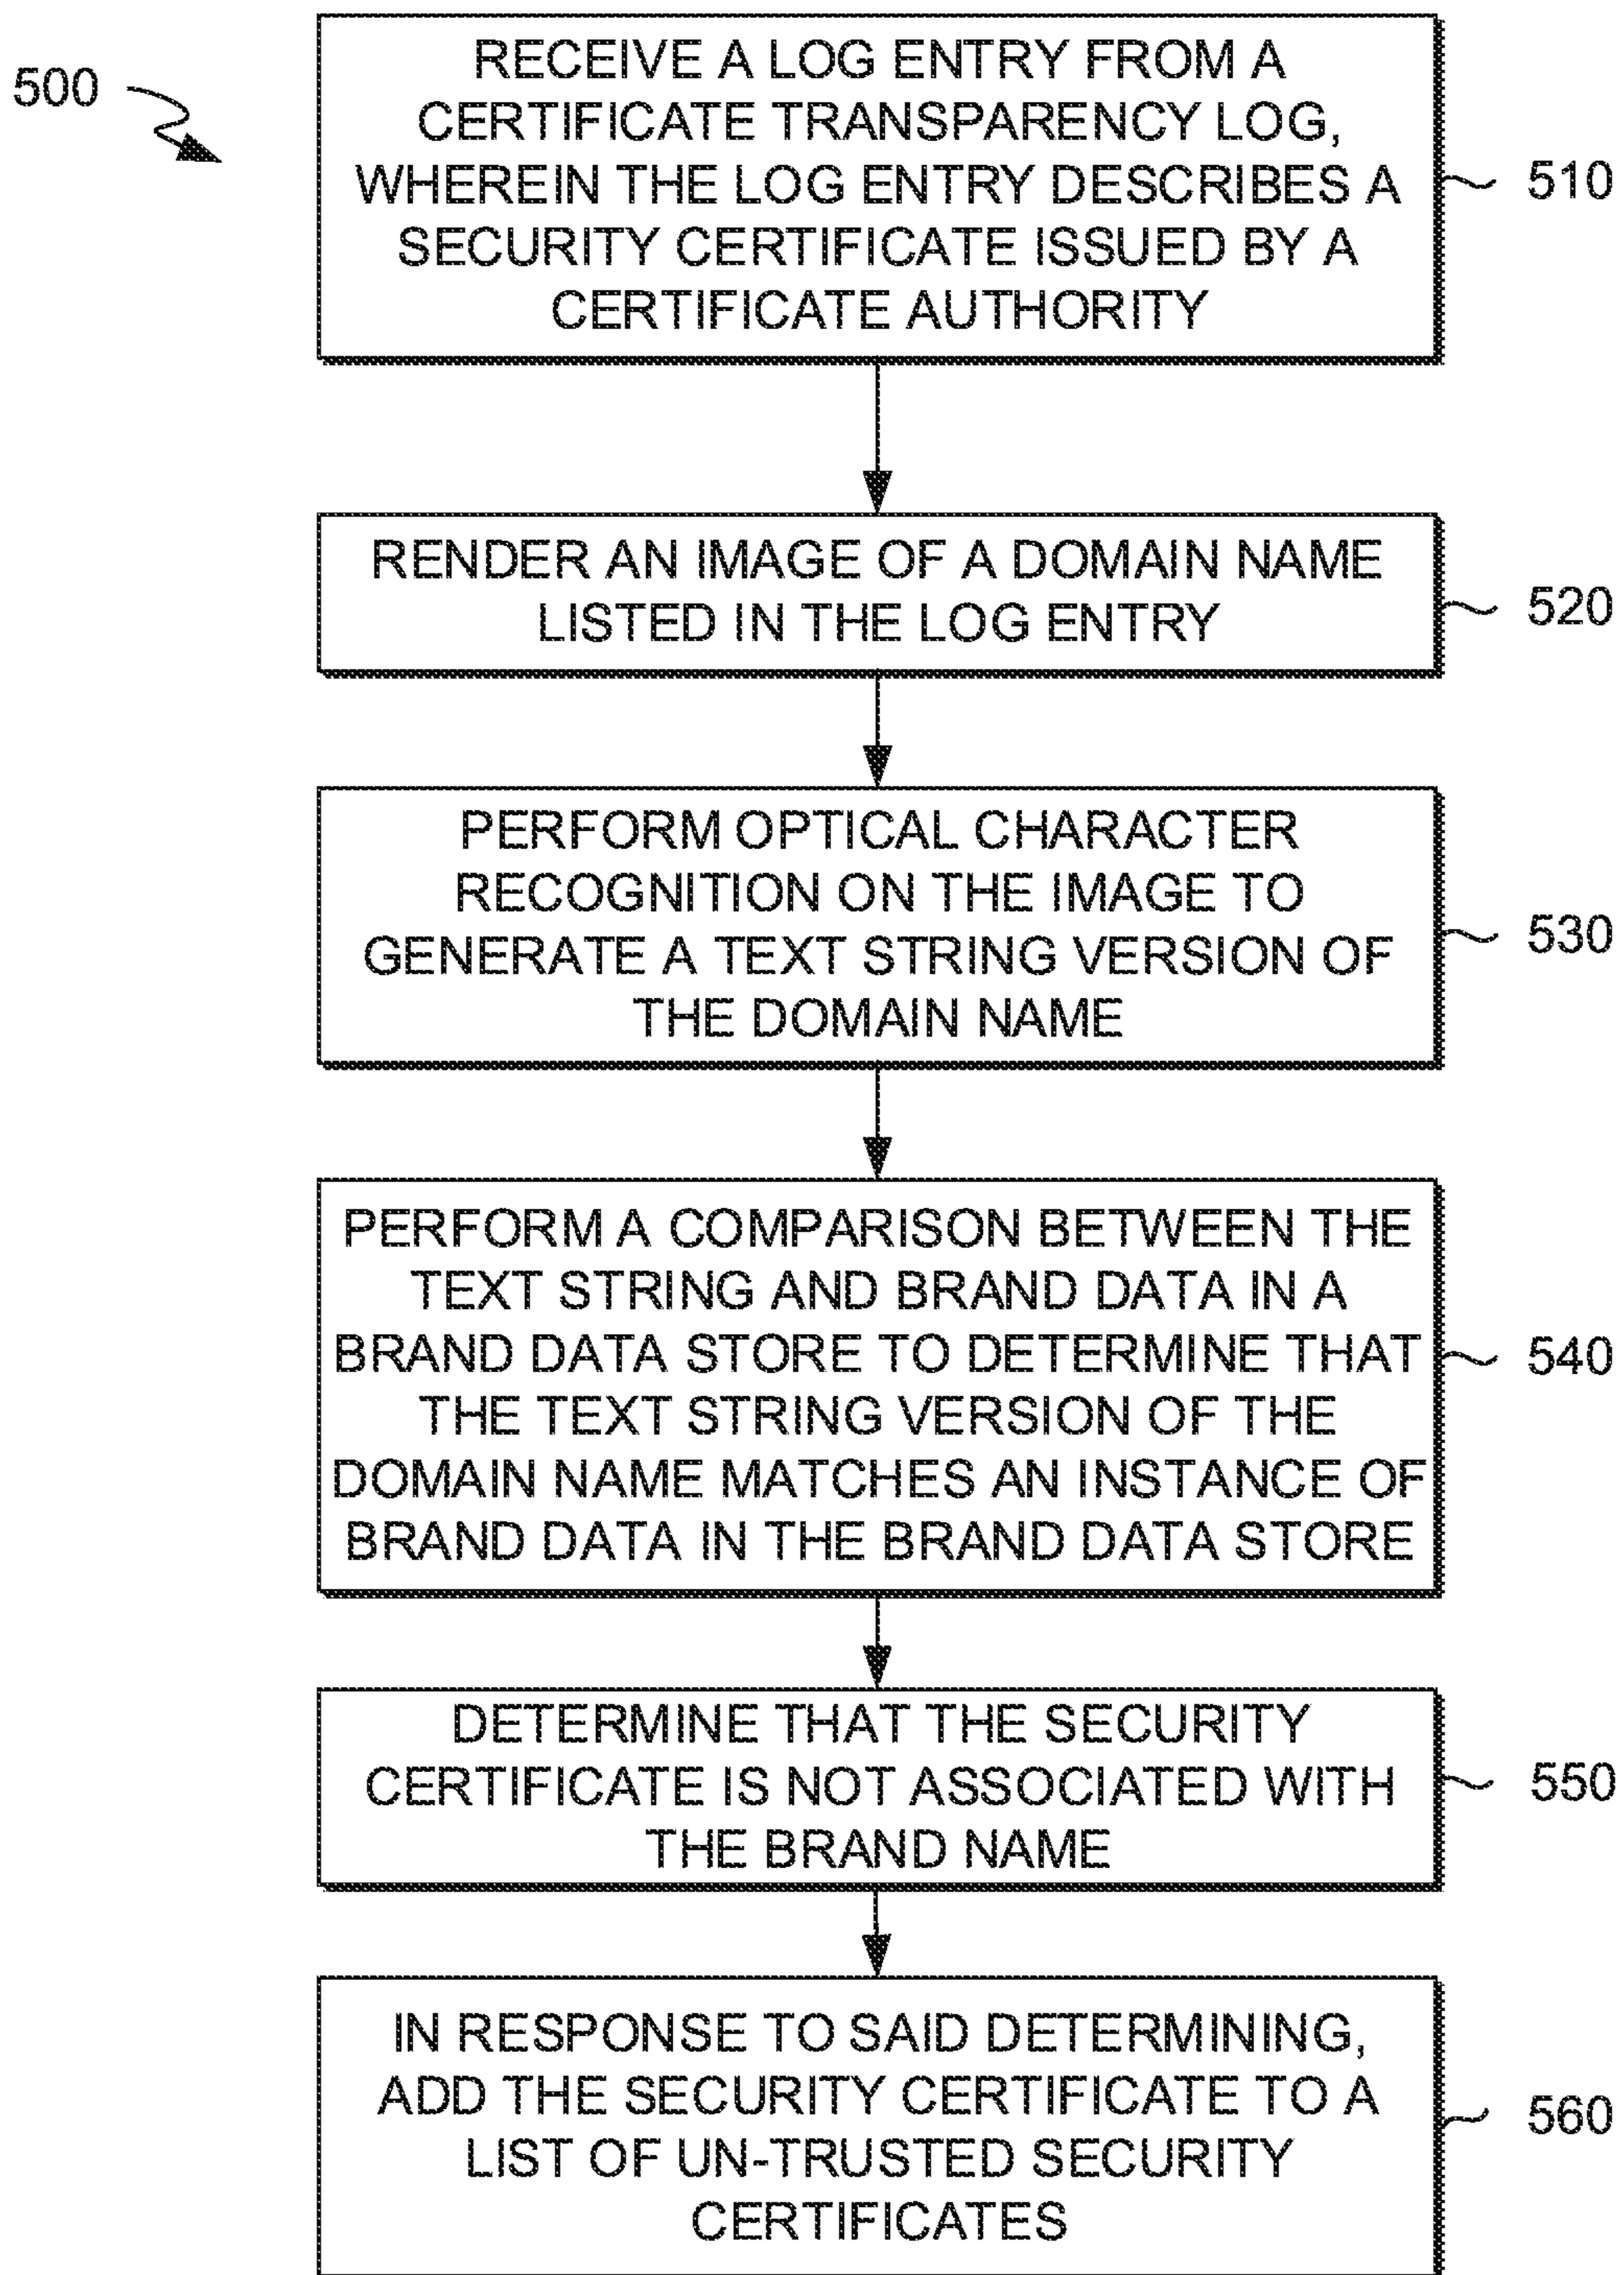 500
RECEIVE A LOG ENTRY FROM A
CERTIFICATE TRANSPARENCY LOG,
WHEREIN THE LOG ENTRY DESCRIBES A
SECURITY CERTIFICATE ISSUED BY A
CERTIFICATE AUTHORITY
510
RENDER AN IMAGE OF A DOMAIN NAME
LISTED IN THE LOG ENTRY
520
PERFORM OPTICAL CHARACTER
RECOGNITION ON THE IMAGE TO
GENERATE A TEXT STRING VERSION OF
THE DOMAIN NAME
530
PERFORM A COMPARISON BETWEEN THE
TEXT STRING AND BRAND DATA IN A
BRAND DATA STORE TO DETERMINE THAT
THE TEXT STRING VERSION OF THE
DOMAIN NAME MATCHES AN INSTANCE OF
BRAND DATA IN THE BRAND DATA STORE
540
DETERMINE THAT THE SECURITY
CERTIFICATE IS NOT ASSOCIATED WITH
THE BRAND NAME
550
IN RESPONSE TO SAID DETERMINING,
ADD THE SECURITY CERTIFICATE TO A
LIST OF UN-TRUSTED SECURITY
CERTIFICATES
560